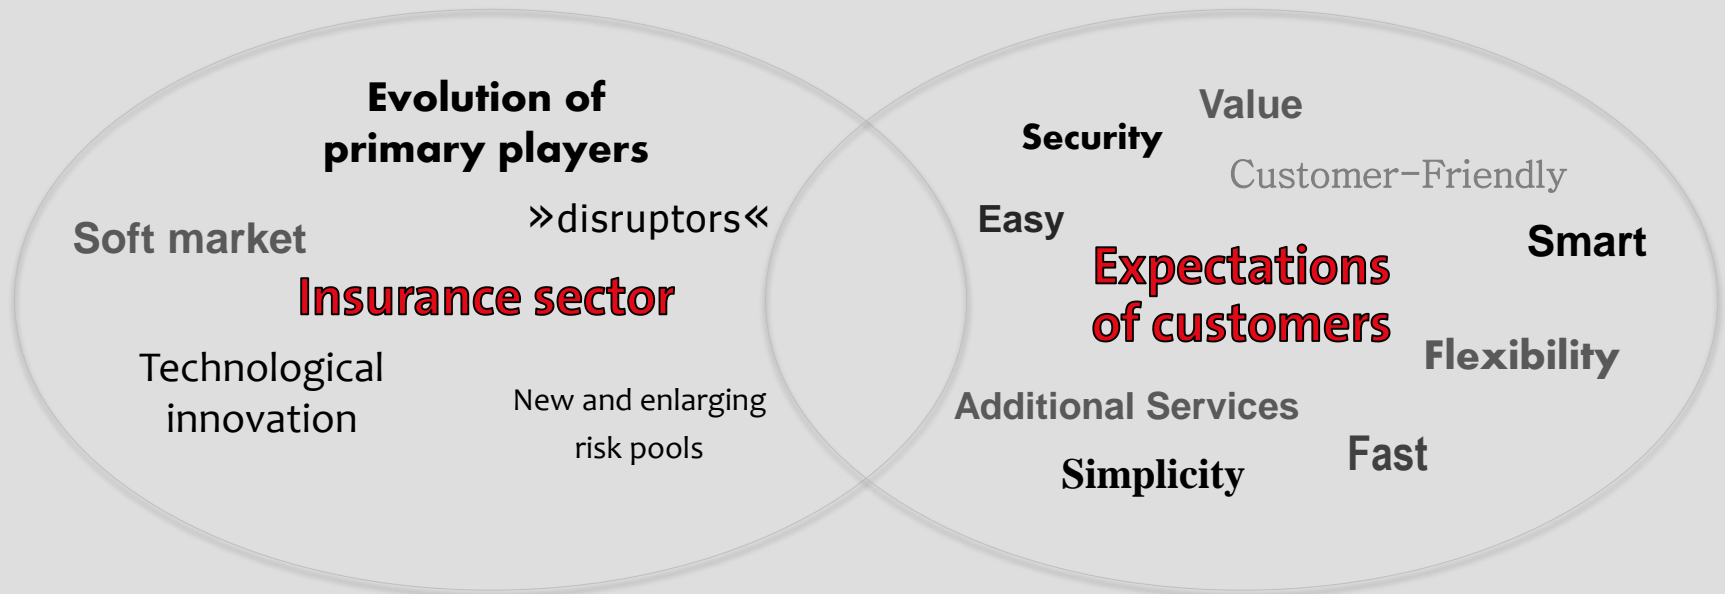 Evolution of
primary players
»disruptors«
Soft market
Insurance sector
Technological
innovation
New and enlarging
risk pools
Value
Security
Customer-Friendly
Easy
Smart
Expectations
of customers
Flexibility
Additional Services
Fast
Simplicity